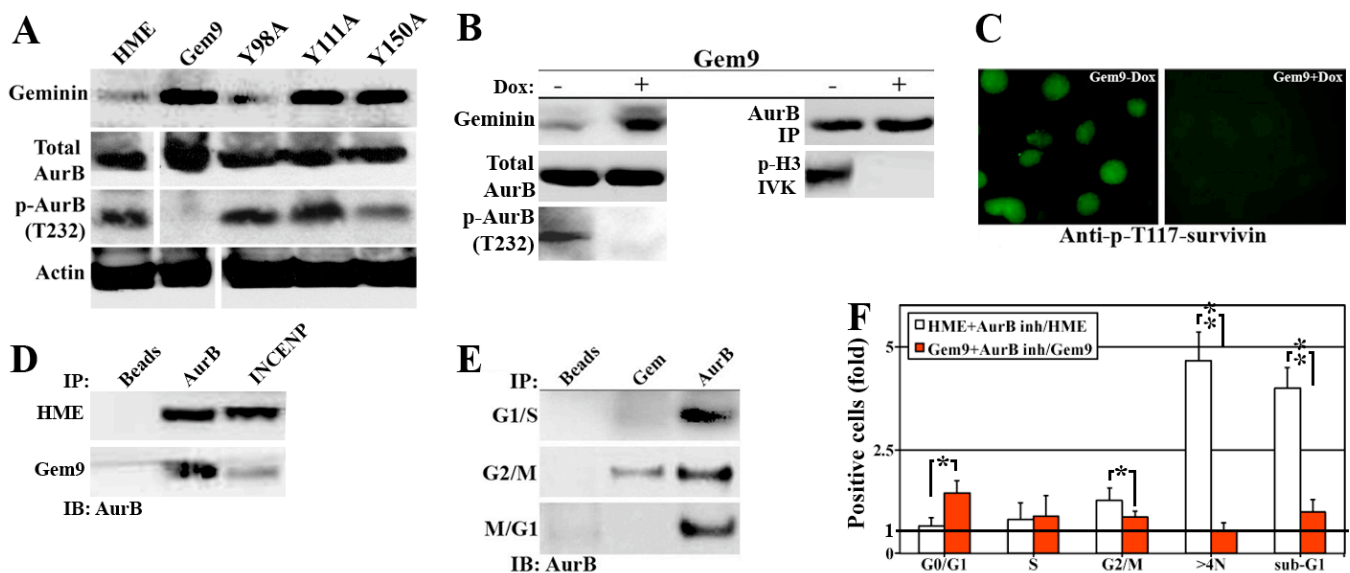 A
HME Gem9 Y98A Y111A Y150A
Geminin
Total
AurB
p-AurB
(T232)
Actin
B
Gem9
Dox: - + - +
Geminin
Total
AurB
p-AurB
(T232)
AurB
IP
p-H3
IVK
C
Gem9-Dox
Gem9+Dox
Anti-p-T117-survivin
D
IP: Beads AurB INCENP
HME
Gem9
IB: AurB
E
IP: Beads Gem AurB
G1/S
G2/M
M/G1
IB: AurB
F
Positive cells (fold)
HME+AurB inh/HME
Gem9+AurB inh/Gem9
5
2.5
1
0
*
*
**
**
G0/G1 S G2/M >4N sub-G1